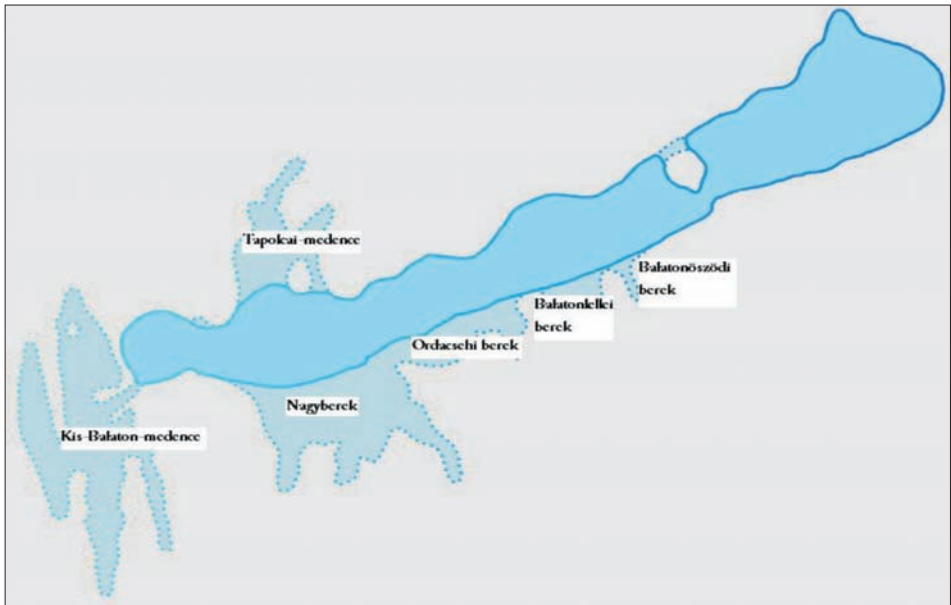 Tapolcai-medence
Balatonöszödi
berek
Balatonlellei
berek
Ordacsehi berek
Nagyberek
Kis-Balaton-medence